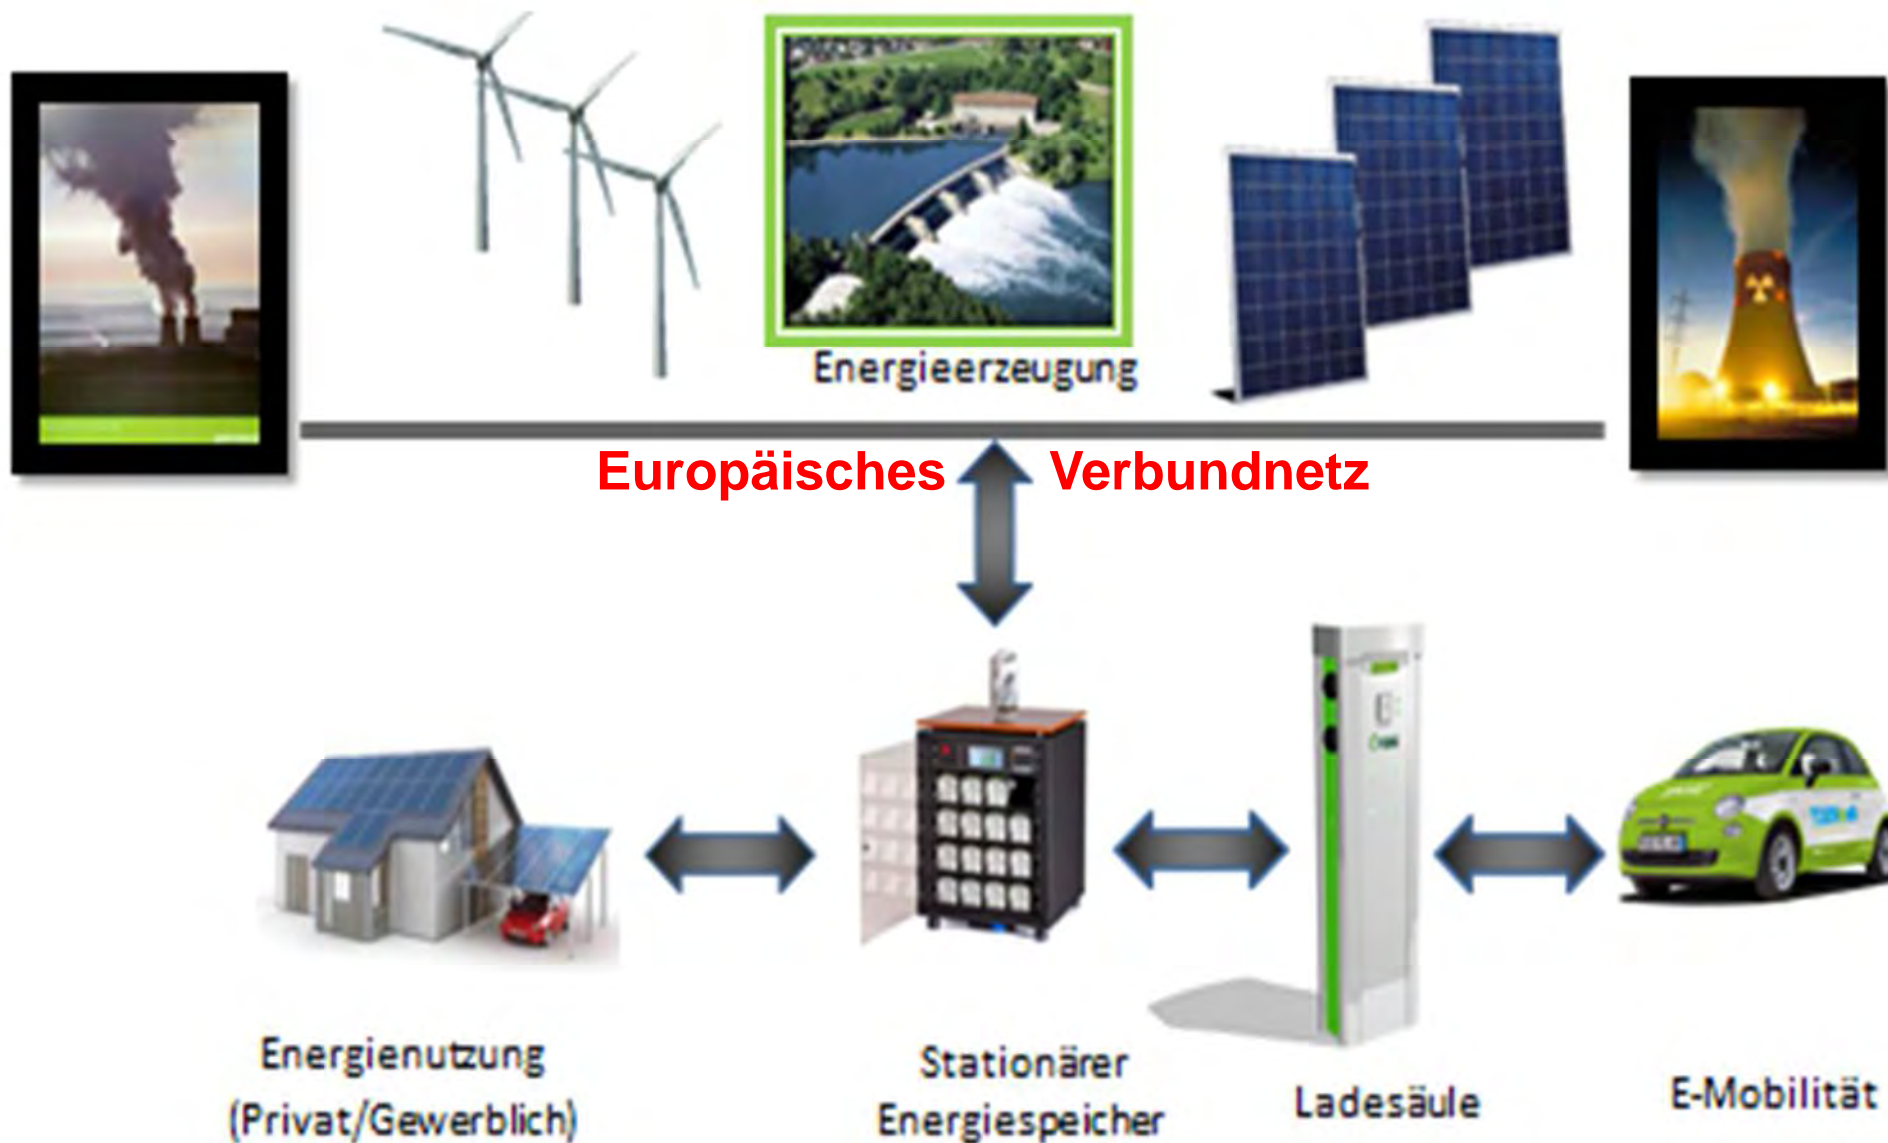 Energieerzeugung
Europäisches Verbundnetz
Energienutzung
(Privat/Gewerblich)
Stationärer
Energiespeicher
Ladesäule
E-Mobilität